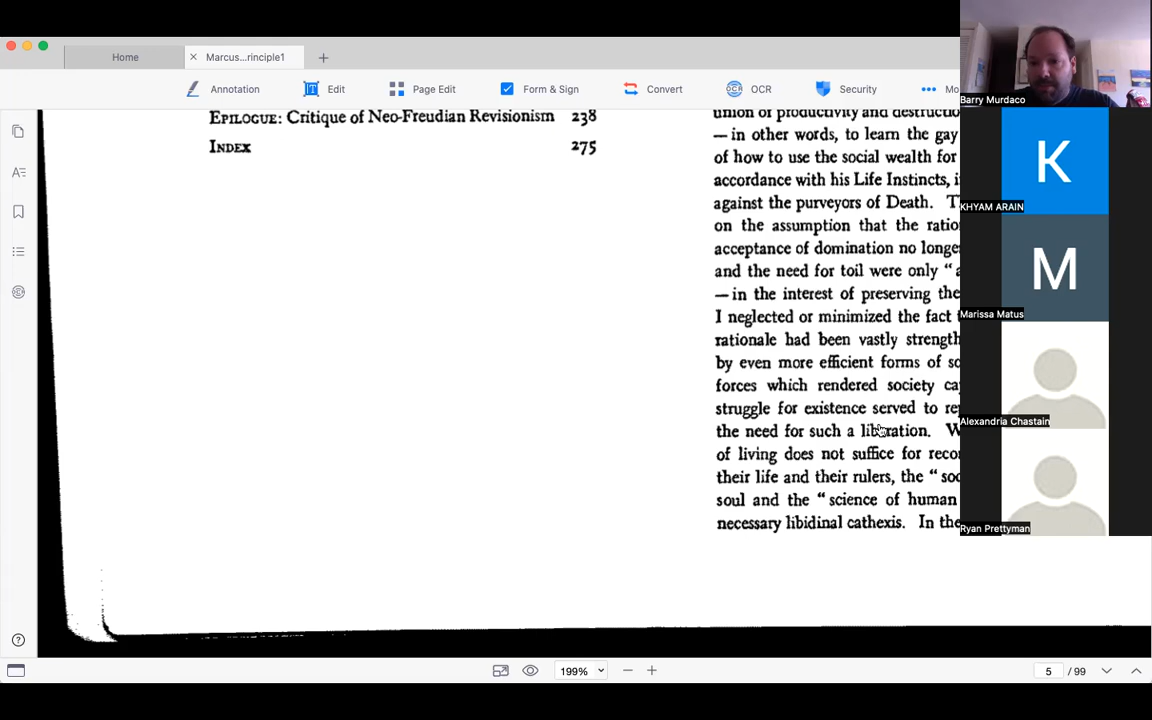 Home
Marcus...rinciple1
Annotation
Edit
Page Edit
Form & Sign
Convert
OCR
OCR
Security
Mo
EPILOGUE: Critique of Neo-Freudian Revisionism 238
INDEX 275
union of productivity and destructio
— in other words, to learn the gay
of how to use the social wealth for
accordance with his Life Instincts, i
against the purveyors of Death. T
on the assumption that the ratio
acceptance of domination no longe
and the need for toil were only “ a
— in the interest of preserving the
I neglected or minimized the fact
rationale had been vastly strength
by even more efficient forms of so
forces which rendered society ca
struggle for existence served to re
the need for such a liberation. W
of living does not suffice for reco
their life and their rulers, the “ soc
soul and the “ science of human
necessary libidinal cathexis. In the
Barry Murdaco
K
KHYAM ARAIN
M
Marissa Matus
Alexandria Chastain
Ryan Prettyman
199%
5 / 99